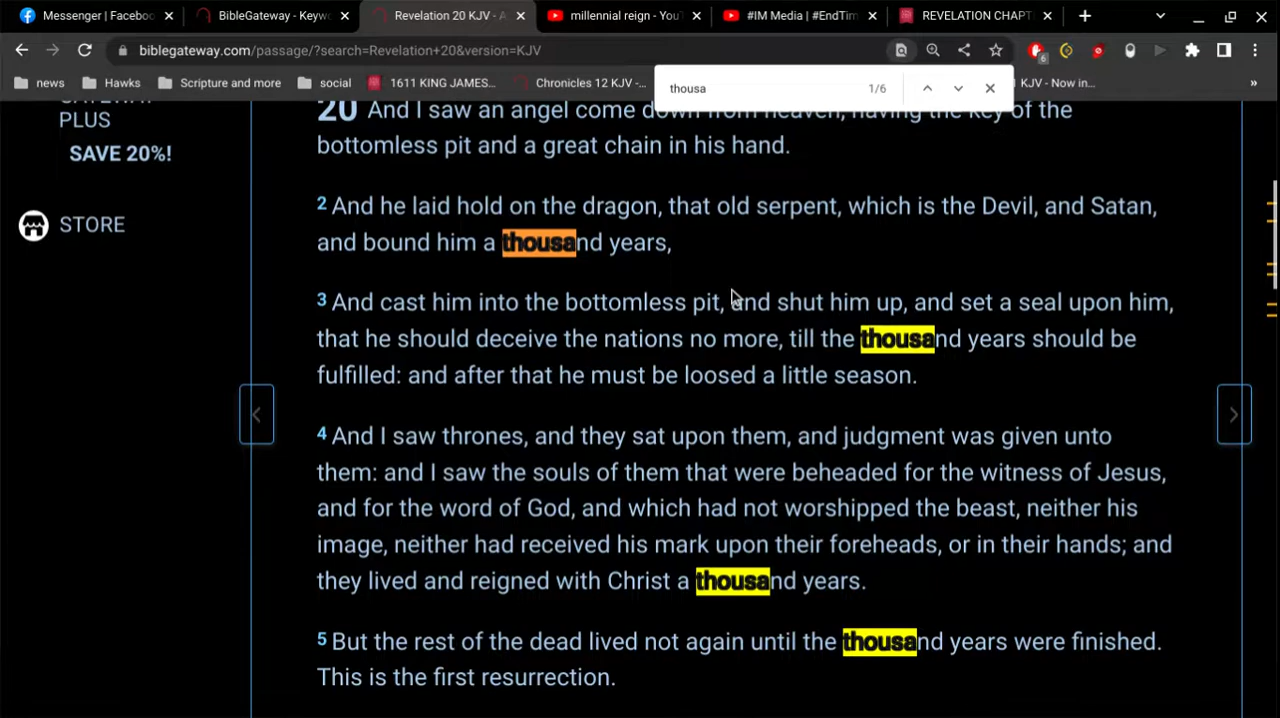 Messenger | Faceboo
BibleGateway - Keyw
Revelation 20 KJV - A
millennial reign - YouT
#IM Media | #EndTim
REVELATION CHAPT
biblegateway.com/passage/?search=Revelation+20&version=KJV
6
news
Hawks
Scripture and more
social
1611 KING JAMES...
Chronicles 12 KJV -...
KJV - Now in...
»
thousa
1/6
PLUS
SAVE 20%!
STORE
20 And I saw an angel come down from heaven, having the key of the
bottomless pit and a great chain in his hand.
2 And he laid hold on the dragon, that old serpent, which is the Devil, and Satan,
and bound him a thousand years,
3 And cast him into the bottomless pit, and shut him up, and set a seal upon him,
that he should deceive the nations no more, till the thousand years should be
fulfilled: and after that he must be loosed a little season.
4 And I saw thrones, and they sat upon them, and judgment was given unto
them: and I saw the souls of them that were beheaded for the witness of Jesus,
and for the word of God, and which had not worshipped the beast, neither his
image, neither had received his mark upon their foreheads, or in their hands; and
they lived and reigned with Christ a thousand years.
5 But the rest of the dead lived not again until the thousand years were finished.
This is the first resurrection.